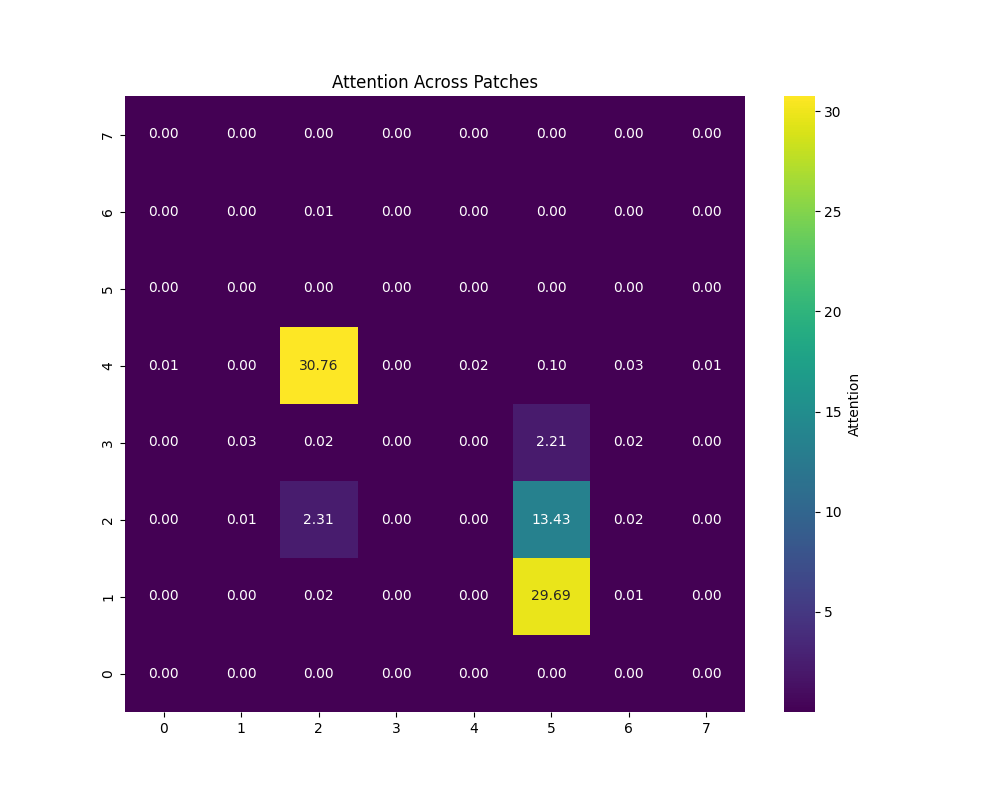 Attention Across Patches
7 0.00 0.00 0.00 0.00 0.00 0.00 0.00 0.00
6 0.00 0.00 0.01 0.00 0.00 0.00 0.00 0.00
5 0.00 0.00 0.00 0.00 0.00 0.00 0.00 0.00
4 0.01 0.00 30.76 0.00 0.02 0.10 0.03 0.01
3 0.00 0.03 0.02 0.00 0.00 2.21 0.02 0.00
2 0.00 0.01 2.31 0.00 0.00 13.43 0.02 0.00
1 0.00 0.00 0.02 0.00 0.00 29.69 0.01 0.00
0 0.00 0.00 0.00 0.00 0.00 0.00 0.00 0.00
0 1 2 3 4 5 6 7
30
25
20
15
10
5
Attention